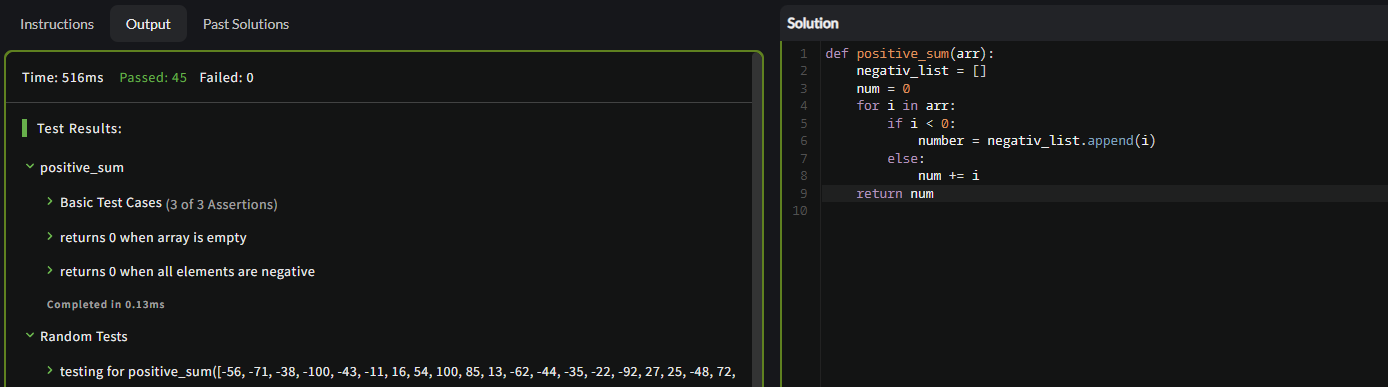 Instructions Output Past Solutions
Time: 516ms Passed: 45 Failed: 0
Test Results:
positive_sum
Basic Test Cases (3 of 3 Assertions)
returns 0 when array is empty
returns 0 when all elements are negative
Completed in 0.13ms
Random Tests
testing for positive_sum([-56, -71, -38, -100, -43, -11, 16, 54, 100, 85, 13, -62, -44, -35, -22, -92, 27, 25, -48, 72,
Solution
1 def positive_sum(arr):
2     negativ_list = []
3     num = 0
4     for i in arr:
5         if i < 0:
6             number = negativ_list.append(i)
7         else:
8             num += i
9     return num
10